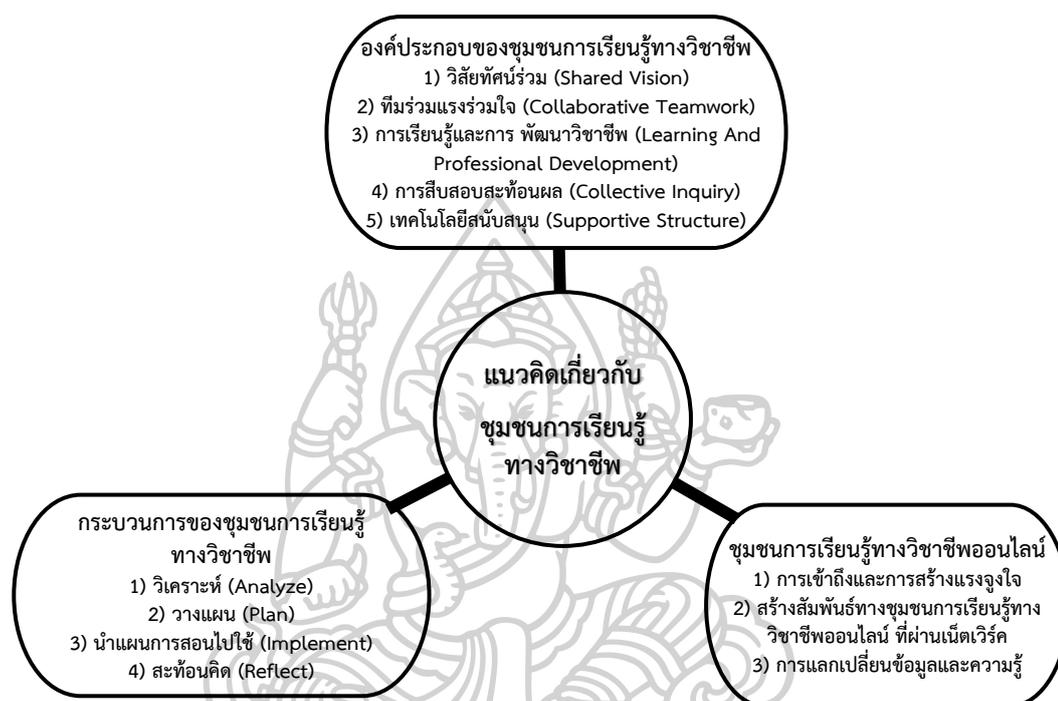 องค์ประกอบของชุมชนการเรียนรู้ทางวิชาชีพ
1) วิสัยทัศน์ร่วม (Shared Vision)
2) ทีมร่วมแรงร่วมใจ (Collaborative Teamwork)
3) การเรียนรู้และการ พัฒนาวิชาชีพ (Learning And
Professional Development)
4) การสืบสอบสะท้อนผล (Collective Inquiry)
5) เทคโนโลยีสนับสนุน (Supportive Structure)
แนวคิดเกี่ยวกับ
ชุมชนการเรียนรู้
ทางวิชาชีพ
กระบวนการของชุมชนการเรียนรู้
ทางวิชาชีพ
1) วิเคราะห์ (Analyze)
2) วางแผน (Plan)
3) นำแผนการสอนไปใช้ (Implement)
4) สะท้อนคิด (Reflect)
ชุมชนการเรียนรู้ทางวิชาชีพออนไลน์
1) การเข้าถึงและการสร้างแรงจูงใจ
2) สร้างสัมพันธ์ทางชุมชนการเรียนรู้ทาง
วิชาชีพออนไลน์ ที่ผ่านเน็ตเวิร์ค
3) การแลกเปลี่ยนข้อมูลและความรู้